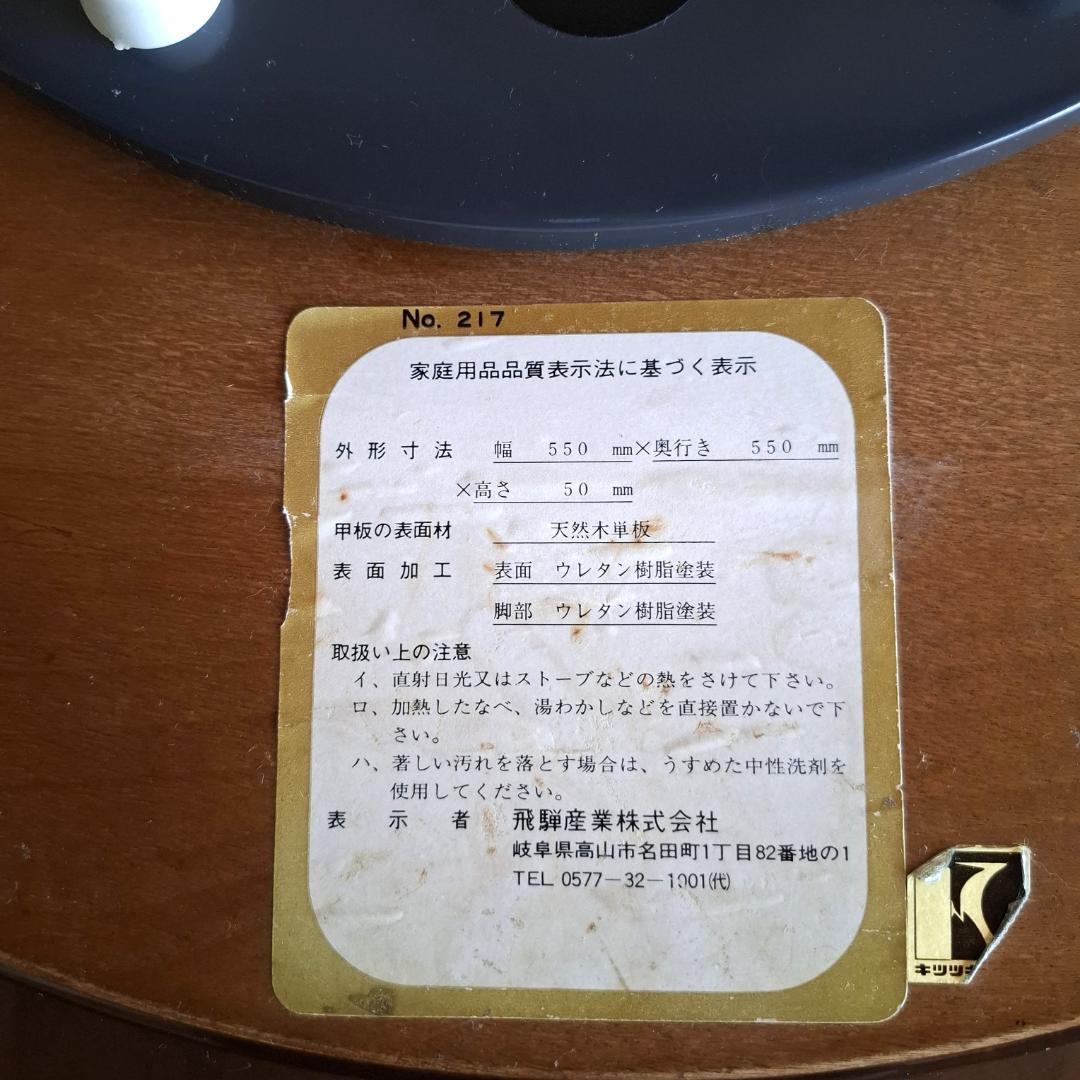 No. 217
家庭用品品質表示法に基づく表示
外形寸法 幅 550 mm×奥行き 550 mm
×高さ 50 mm
甲板の表面材 天然木単板
表面加工 表面 ウレタン樹脂塗装
脚部 ウレタン樹脂塗装
取扱い上の注意
イ、直射日光又はストーブなどの熱をさけて下さい。
ロ、加熱したなべ、湯わかしなどを直接置かないで下
さい。
ハ、著しい汚れを落とす場合は、うすめた中性洗剤を
使用してください。
表示者 飛騨産業株式会社
岐阜県高山市名田町1丁目82番地の1
TEL 0577-32-1001(代)
キツツ